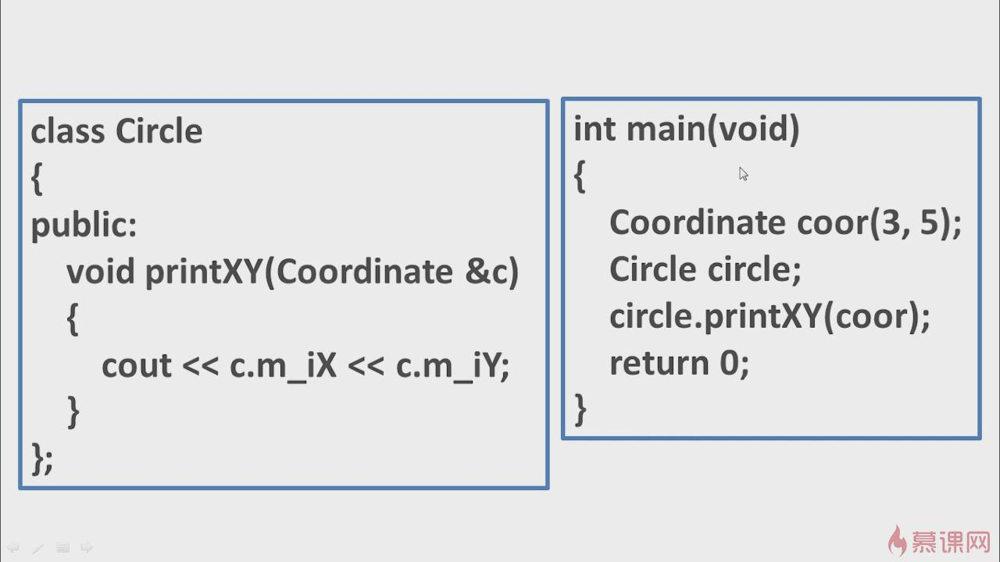 class Circle
{
public:
void printXY(Coordinate &c)
{
cout << c.m_iX << c.m_iY;
}
};
int main(void)
{
Coordinate coor(3, 5);
Circle circle;
circle.printXY(coor);
return 0;
}
慕课网